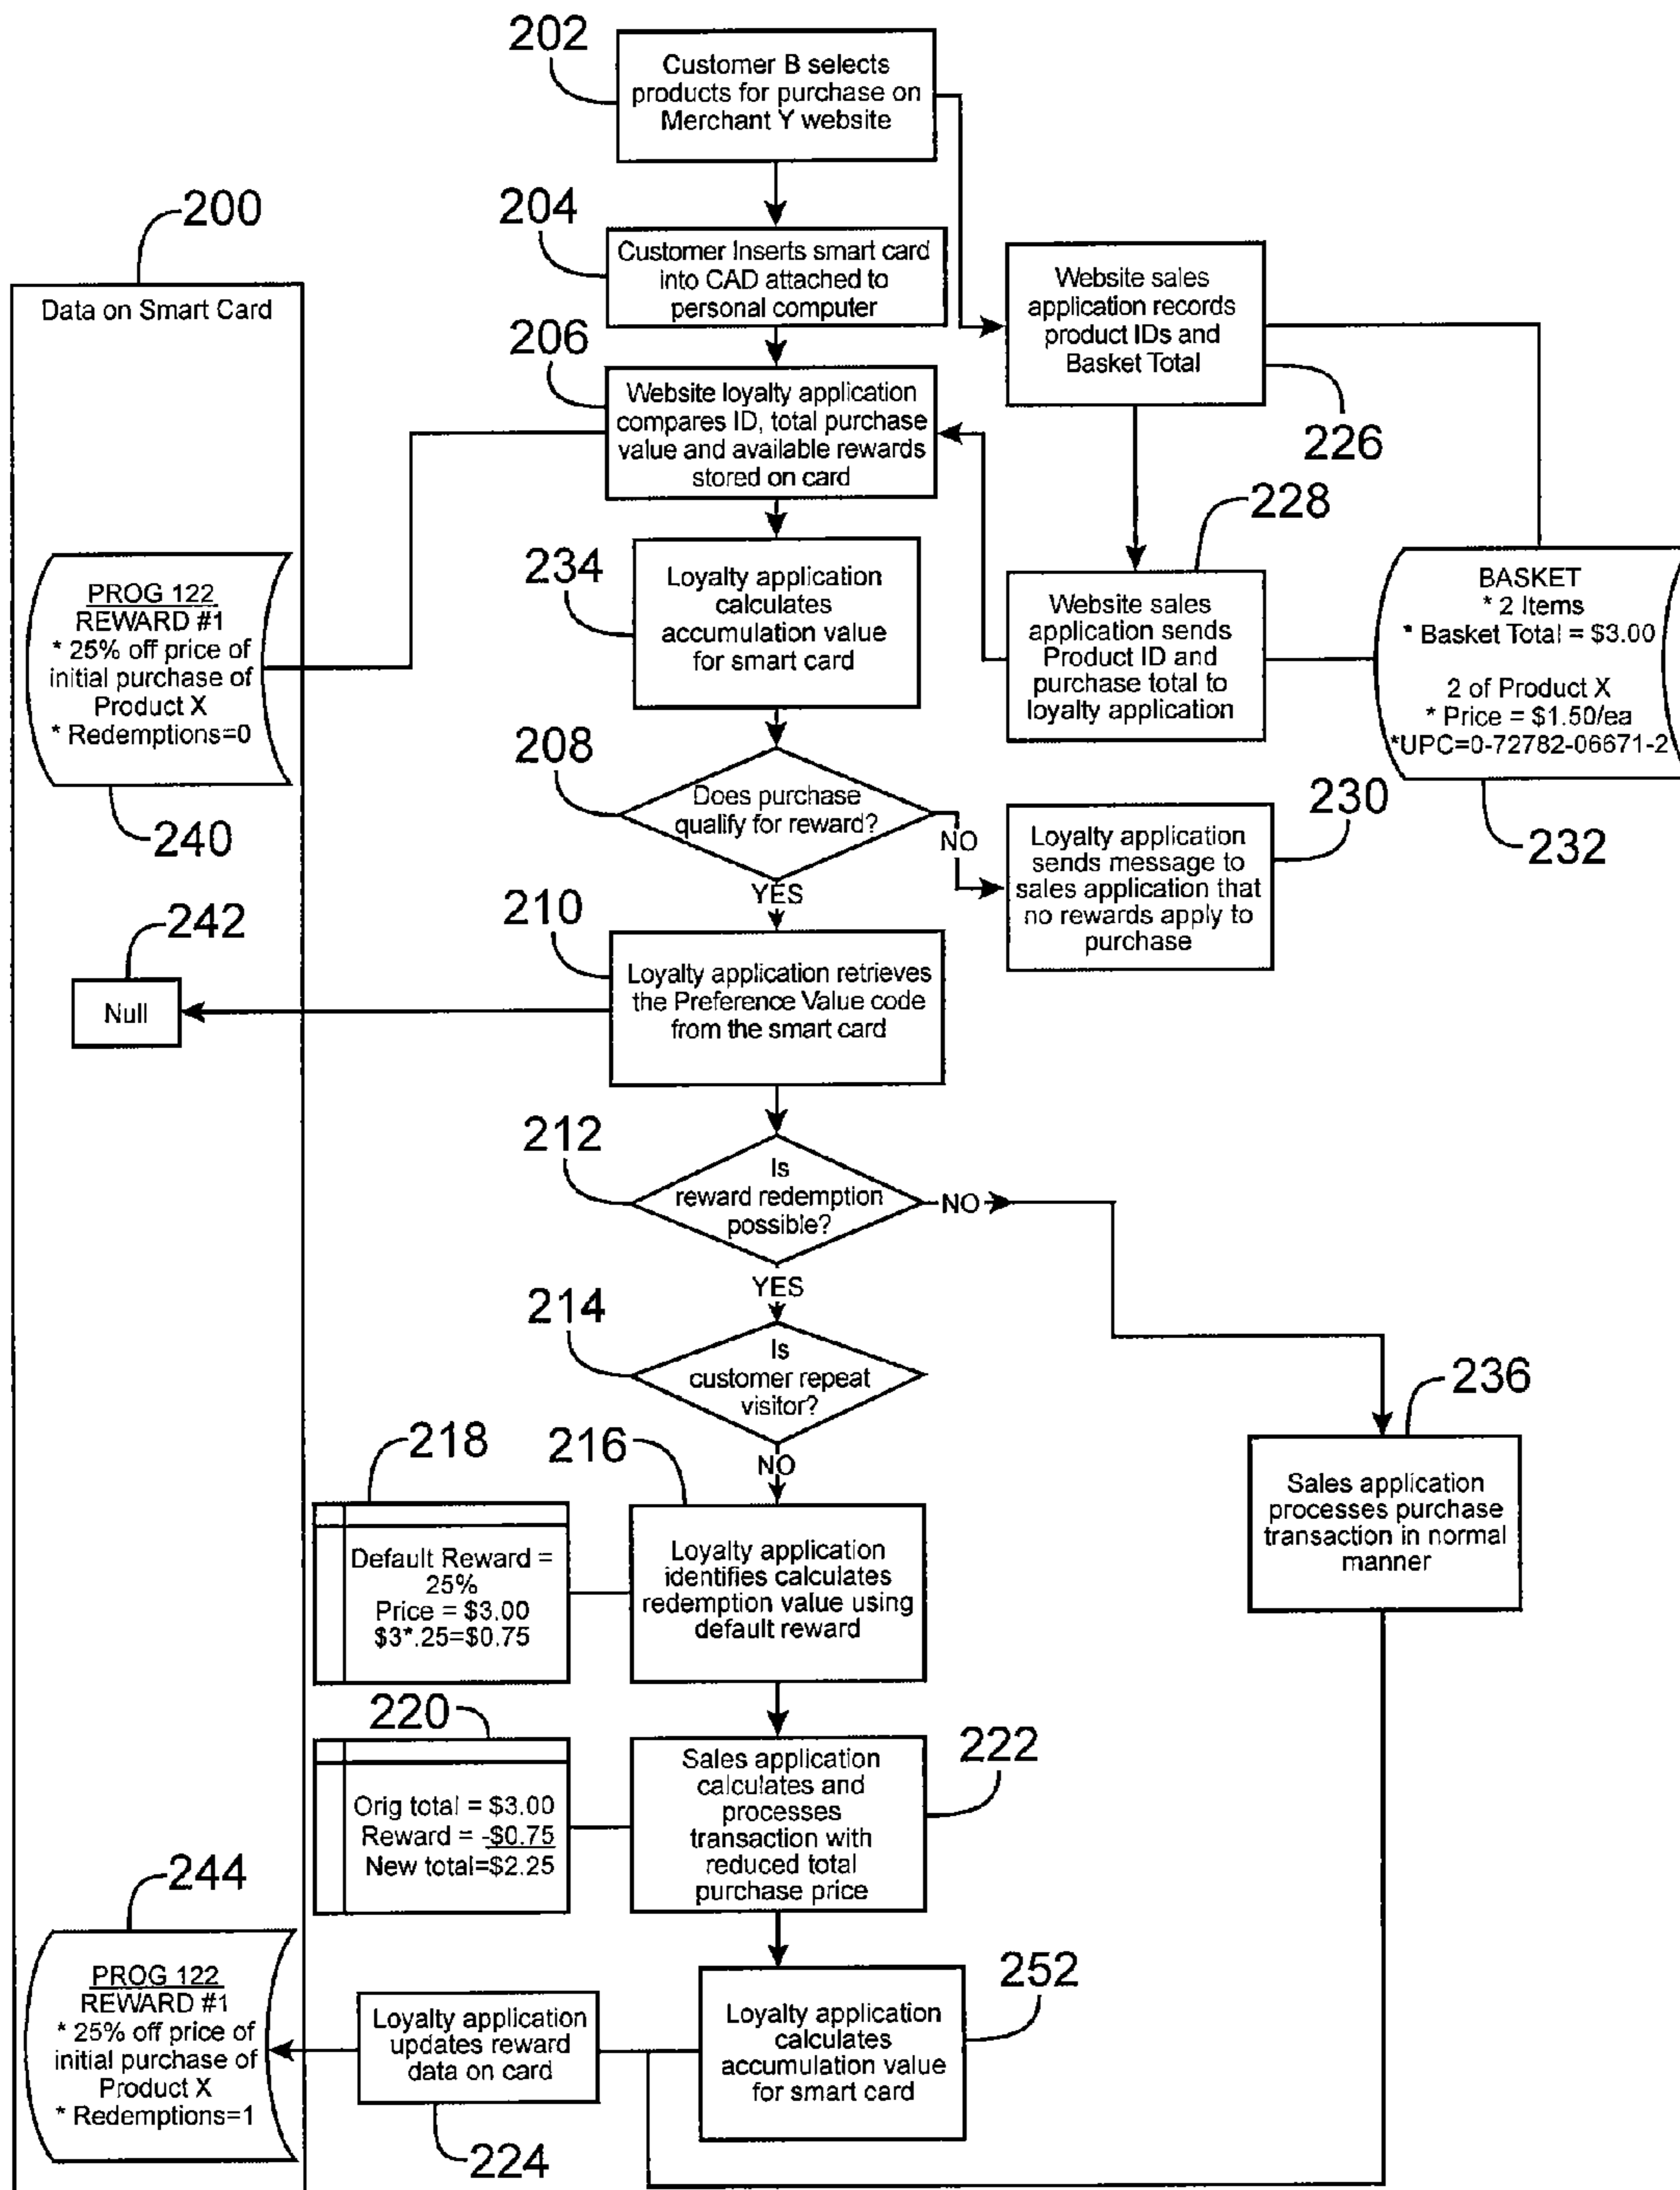 202
Customer B selects
products for purchase on
Merchant Y website
200
Data on Smart Card
204
Customer Inserts smart card
into CAD attached to
personal computer
Website sales
application records
product IDs and
Basket Total
226
206
Website loyalty application
compares ID, total purchase
value and available rewards
stored on card
228
Website sales
application sends
Product ID and
purchase total to
loyalty application
BASKET
* 2 Items
* Basket Total = $3.00
2 of Product X
* Price = $1.50/ea
*UPC=0-72782-06671-2
232
PROG 122
REWARD #1
* 25% off price of
initial purchase of
Product X
* Redemptions=0
240
234
Loyalty application
calculates
accumulation value
for smart card
208
Does purchase
qualify for reward?
NO
YES
230
Loyalty application
sends message to
sales application that
no rewards apply to
purchase
242
Null
210
Loyalty application retrieves
the Preference Value code
from the smart card
212
Is
reward redemption
possible?
NO
YES
214
Is
customer repeat
visitor?
NO
236
Sales application
processes purchase
transaction in normal
manner
218
Default Reward =
25%
Price = $3.00
$3*.25=$0.75
216
Loyalty application
identifies calculates
redemption value using
default reward
220
Orig total = $3.00
Reward = -$0.75
New total=$2.25
222
Sales application
calculates and
processes
transaction with
reduced total
purchase price
244
PROG 122
REWARD #1
* 25% off price of
initial purchase of
Product X
* Redemptions=1
Loyalty application
updates reward
data on card
224
252
Loyalty application
calculates
accumulation value
for smart card